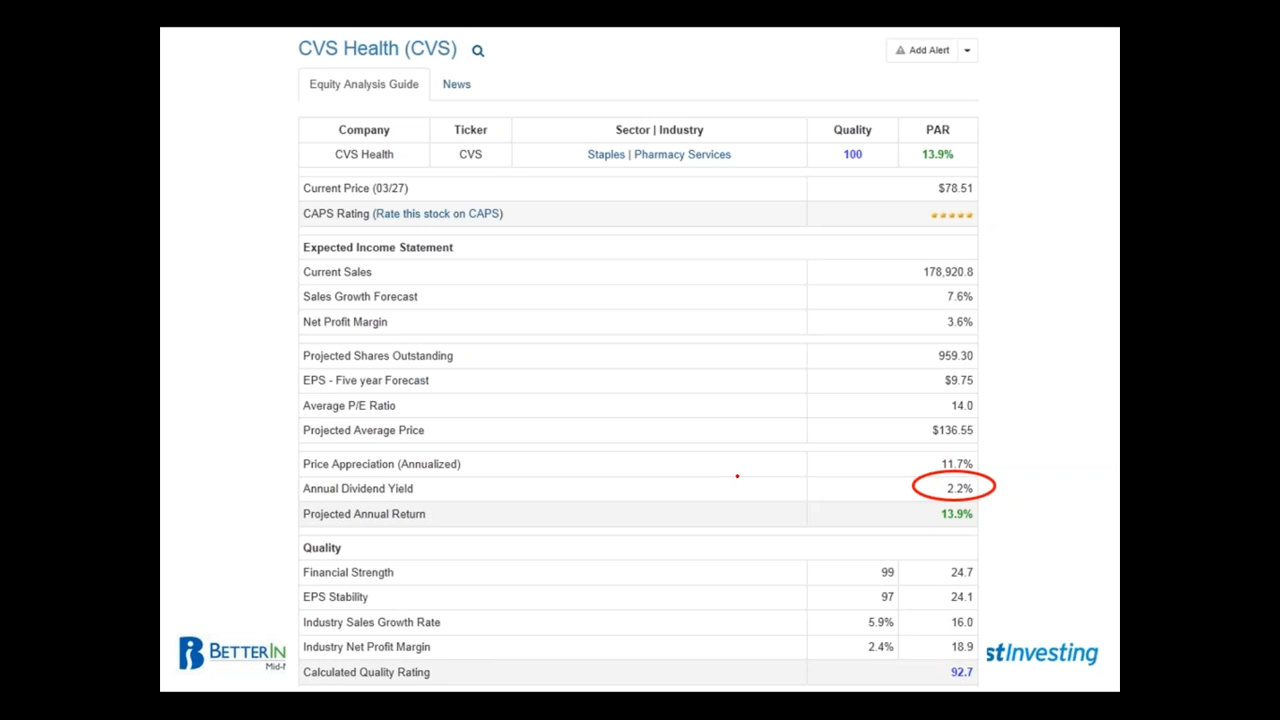 CVS Health (CVS)
Add Alert
Equity Analysis Guide News
Company Ticker Sector | Industry Quality PAR
CVS Health CVS Staples | Pharmacy Services 100 13.9%
Current Price (03/27) $78.51
CAPS Rating (Rate this stock on CAPS)
Expected Income Statement
Current Sales 178,920.8
Sales Growth Forecast 7.6%
Net Profit Margin 3.6%
Projected Shares Outstanding 959.30
EPS - Five year Forecast $9.75
Average P/E Ratio 14.0
Projected Average Price $136.55
Price Appreciation (Annualized) 11.7%
Annual Dividend Yield 2.2%
Projected Annual Return 13.9%
Quality
Financial Strength 99 24.7
EPS Stability 97 24.1
Industry Sales Growth Rate 5.9% 16.0
Industry Net Profit Margin 2.4% 18.9
Calculated Quality Rating 92.7
BETTERIN
Mid-
stInvesting